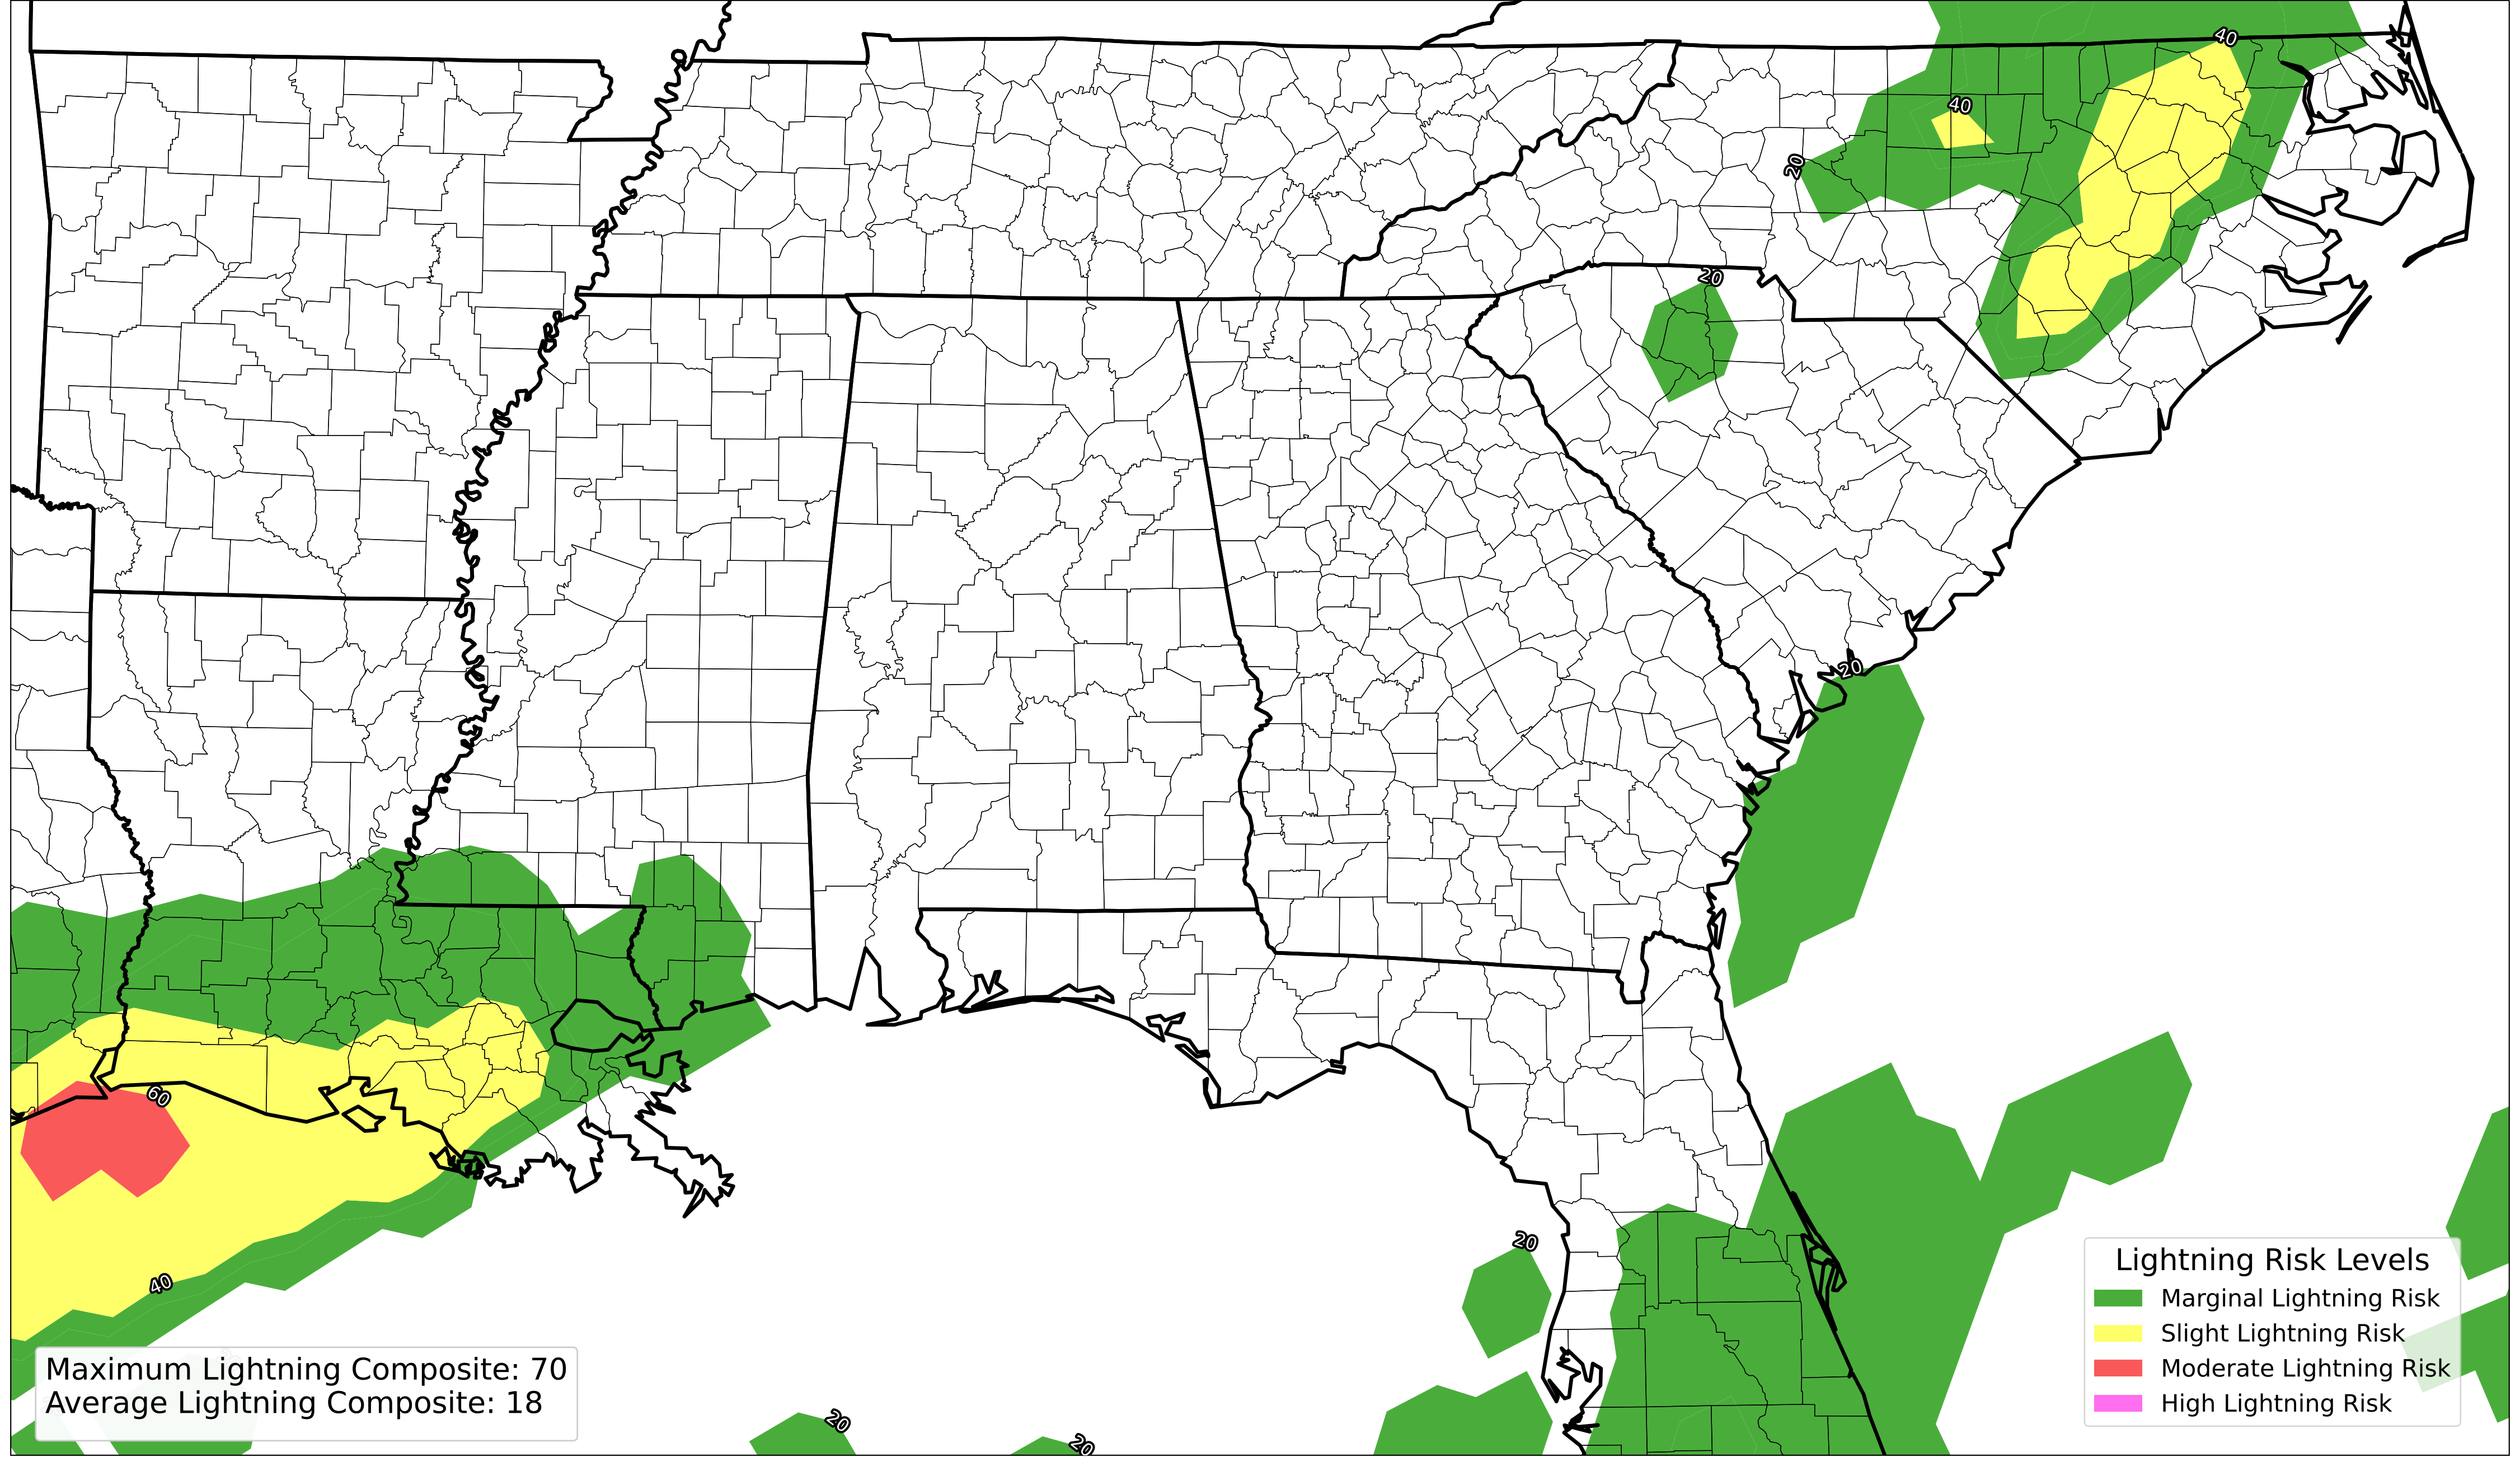 40
40
20
20
20
60
20
40
20
20
Lightning Risk Levels
Marginal Lightning Risk
Slight Lightning Risk
Moderate Lightning Risk
High Lightning Risk
Maximum Lightning Composite: 70
Average Lightning Composite: 18